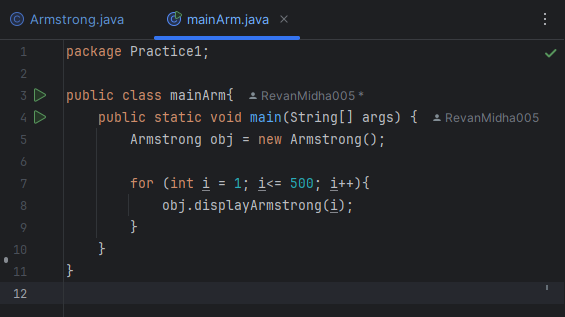 Armstrong.java mainArm.java
1 package Practice1;
2
3 public class mainArm{ RevanMidha005 *
4 public static void main(String[] args) { RevanMidha005
5 Armstrong obj = new Armstrong();
6
7 for (int i = 1; i<= 500; i++){
8 obj.displayArmstrong(i);
9 }
10 }
11 }
12